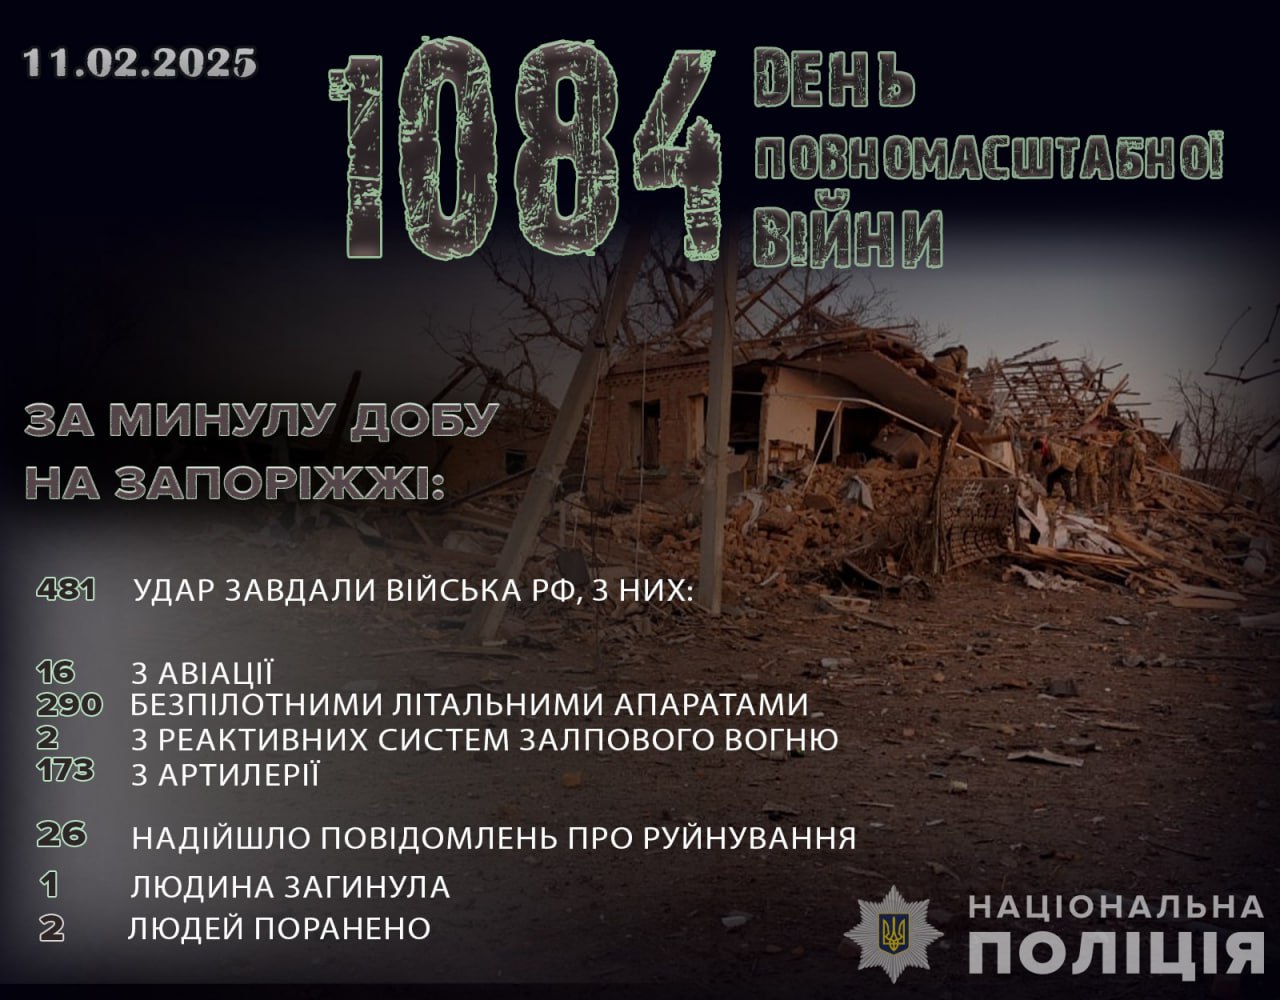 11.02.2025
1084
ДЕНЬ
ПОВНОМАСШТАБНОЇ
ВІЙНИ
ЗА МИНУЛУ ДОБУ
НА ЗАПОРІЖЖІ:
481 УДАР ЗАВДАЛИ ВІЙСЬКА РФ, З НИХ:
16 З АВІАЦІЇ
290 БЕЗПІЛОТНИМИ ЛІТАЛЬНИМИ АПАРАТАМИ
2 З РЕАКТИВНИХ СИСТЕМ ЗАЛПОВОГО ВОГНЮ
173 З АРТИЛЕРІЇ
26 НАДІЙШЛО ПОВІДОМЛЕНЬ ПРО РУЙНУВАННЯ
1 ЛЮДИНА ЗАГИНУЛА
2 ЛЮДЕЙ ПОРАНЕНО
НАЦІОНАЛЬНА
ПОЛІЦІЯ